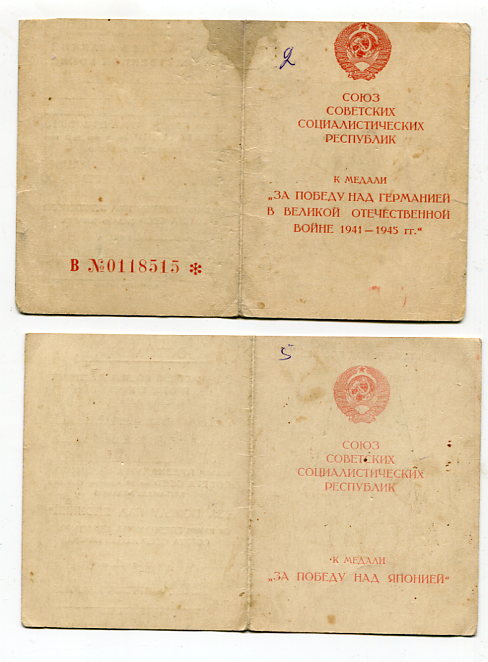 2
СОЮЗ
СОВЕТСКИХ
СОЦИАЛИСТИЧЕСКИХ
РЕСПУБЛИК
К МЕДАЛИ
„ЗА ПОБЕДУ НАД ГЕРМАНИЕЙ
В ВЕЛИКОЙ ОТЕЧЕСТВЕННОЙ
ВОЙНЕ 1941—1945 гг.“
В №0118515 *
5
СОЮЗ
СОВЕТСКИХ
СОЦИАЛИСТИЧЕСКИХ
РЕСПУБЛИК
К МЕДАЛИ
„ЗА ПОБЕДУ НАД ЯПОНИЕЙ“